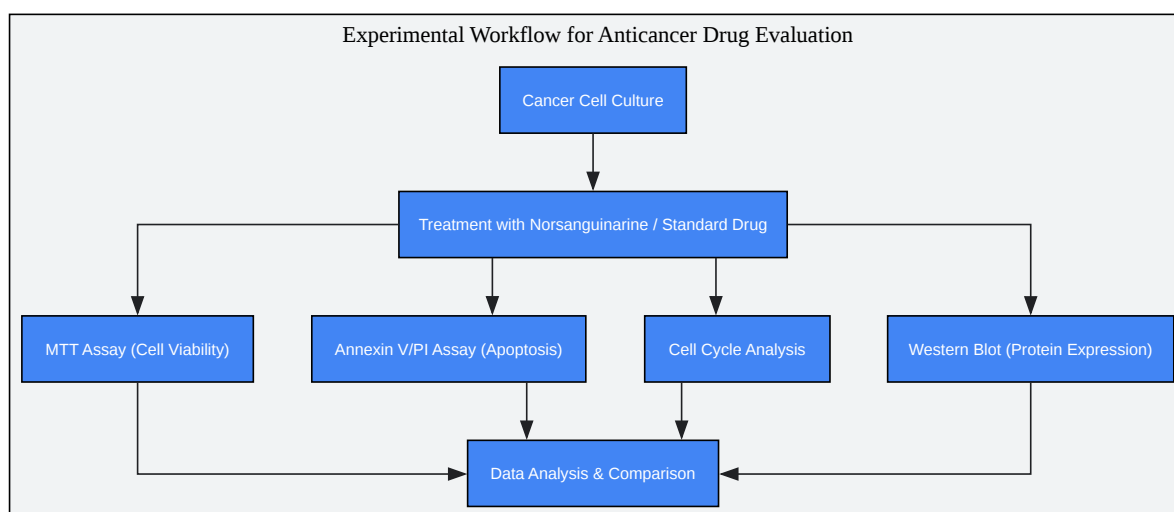 Experimental Workflow for Anticancer Drug Evaluation
Cancer Cell Culture
Treatment with Norsanguinarine / Standard Drug
MTT Assay (Cell Viability)
Annexin V/PI Assay (Apoptosis)
Cell Cycle Analysis
Western Blot (Protein Expression)
Data Analysis & Comparison